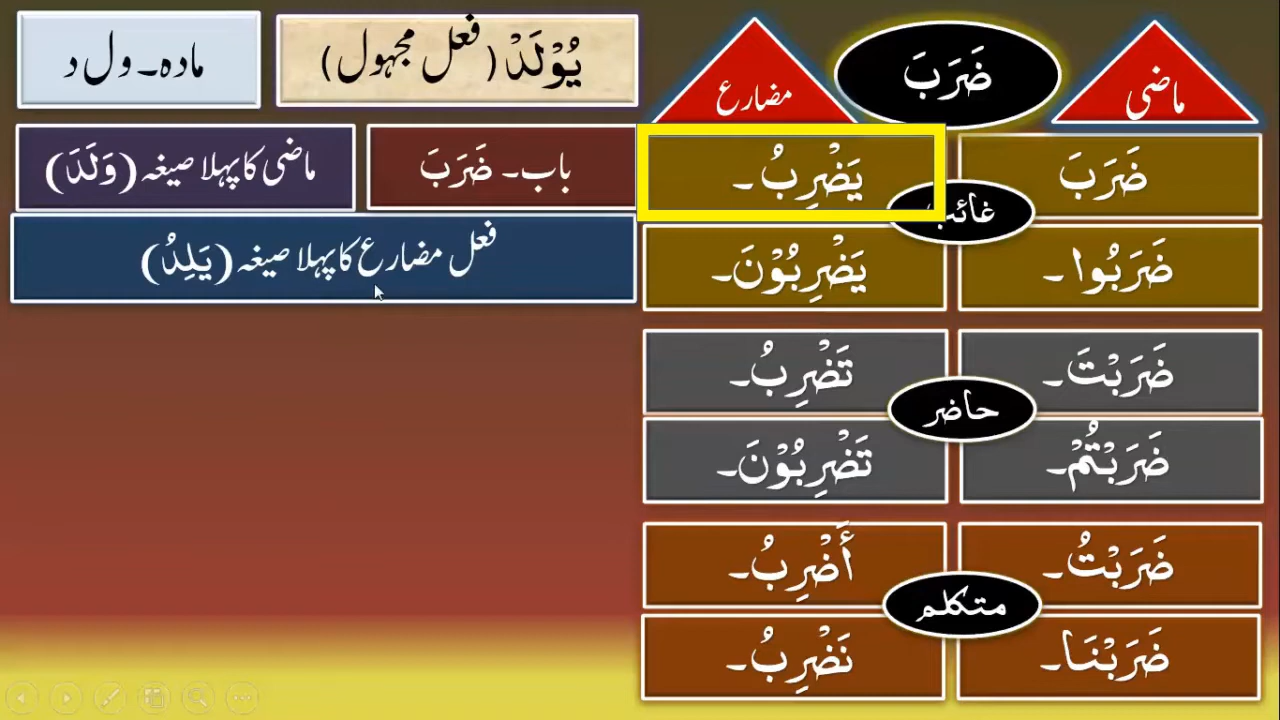 ماضی
ضَرَبَ
مضارع
ضَرَبَ
يَضْرِبُ۔
غائب
ضَرَبُوا۔
يَضْرِبُوْنَ۔
ضَرَبْتَ۔
تَضْرِبُ۔
حاضر
ضَرَبْتُمْ۔
تَضْرِبُوْنَ۔
ضَرَبْتُ۔
أَضْرِبُ۔
متکلم
ضَرَبْنَا۔
نَضْرِبُ۔
يُوْلَدْ (فعل مجہول)
مادہ۔ و ل د
باب۔ ضَرَبَ
ماضی کا پہلا صیغہ (وَلَدَ)
فعل مضارع کا پہلا صیغہ (يَلِدُ)